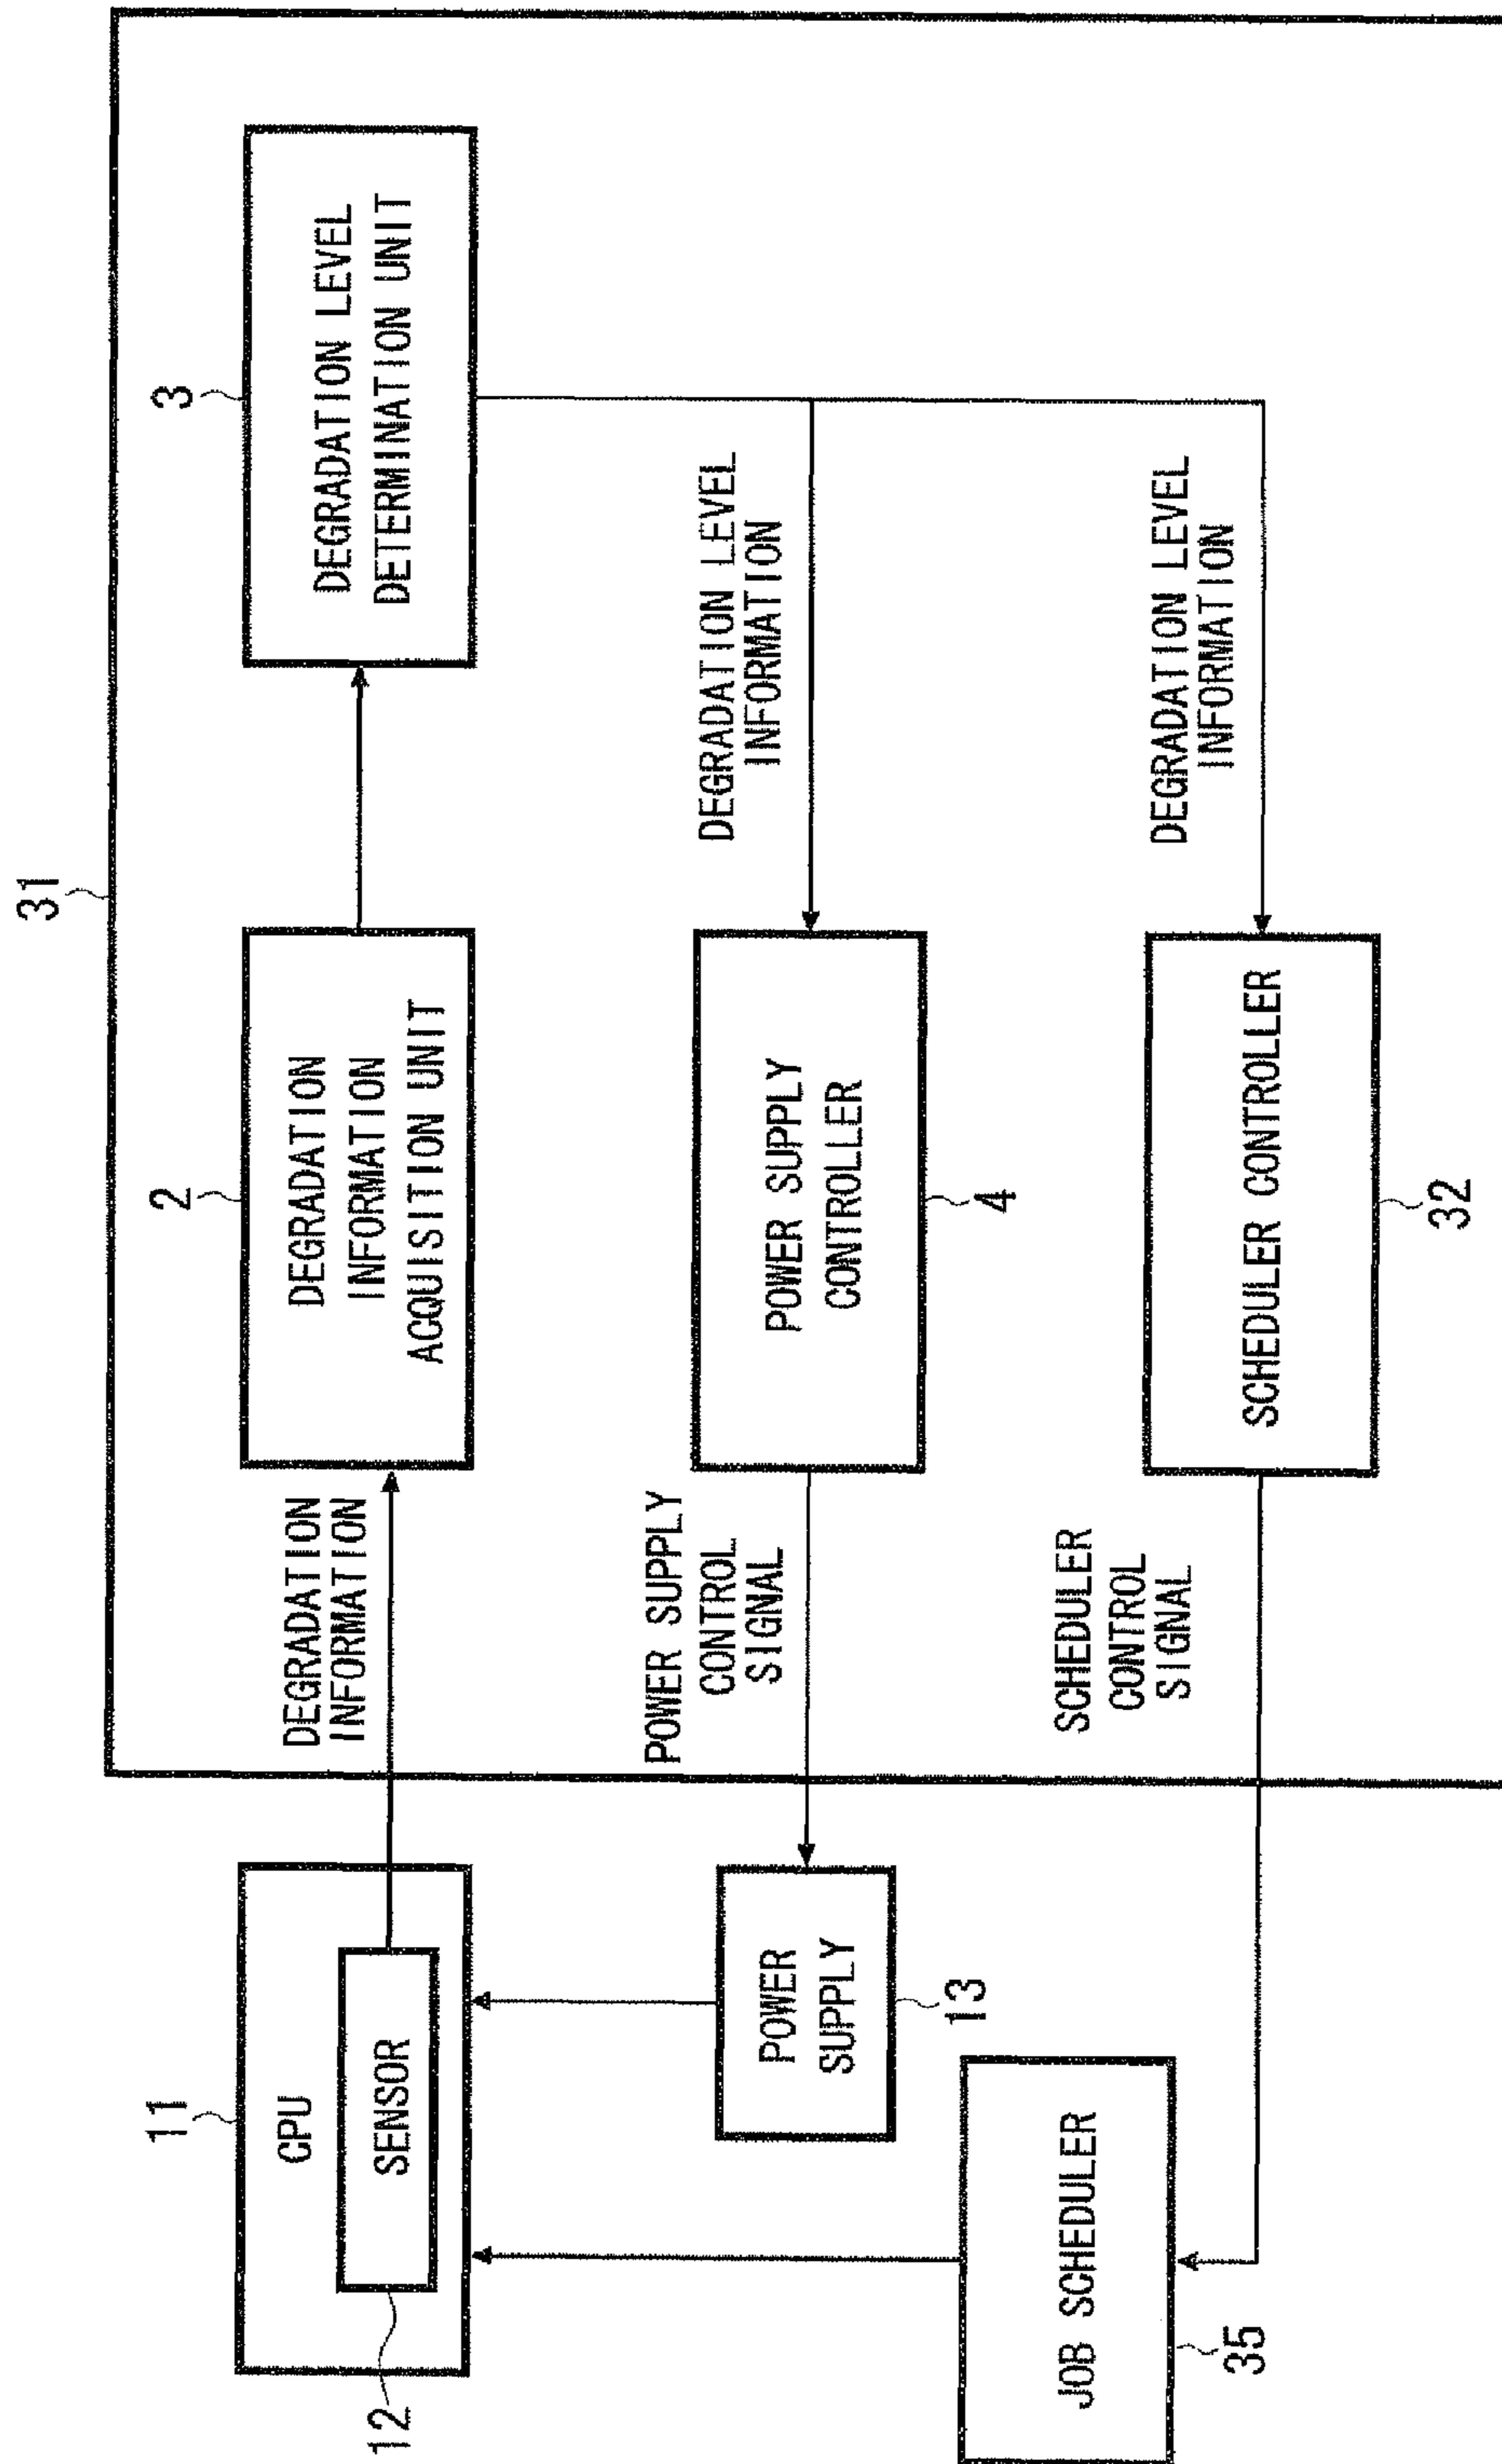 31
11
CPU
SENSOR
12
DEGRADATION
INFORMATION
2
DEGRADATION
INFORMATION
ACQUISITION UNIT
3
DEGRADATION LEVEL
DETERMINATION UNIT
POWER
SUPPLY
13
POWER SUPPLY
CONTROL
SIGNAL
POWER SUPPLY
CONTROLLER
4
DEGRADATION LEVEL
INFORMATION
JOB SCHEDULER
35
SCHEDULER
CONTROL
SIGNAL
SCHEDULER CONTROLLER
32
DEGRADATION LEVEL
INFORMATION